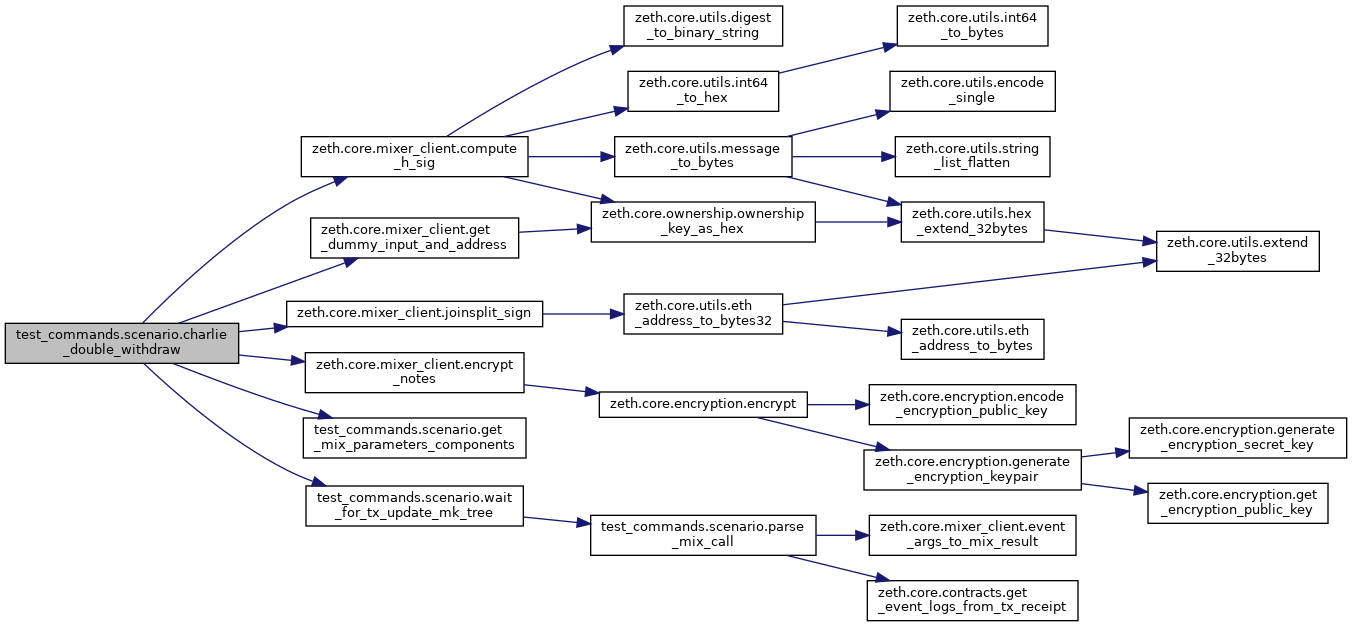 zeth.core.utils.digest
_to_binary_string
zeth.core.utils.int64
_to_bytes
zeth.core.utils.int64
_to_hex
zeth.core.utils.encode
_single
zeth.core.mixer_client.compute
_h_sig
zeth.core.utils.message
_to_bytes
zeth.core.utils.string
_list_flatten
zeth.core.mixer_client.get
_dummy_input_and_address
zeth.core.ownership.ownership
_key_as_hex
zeth.core.utils.hex
_extend_32bytes
zeth.core.utils.extend
_32bytes
zeth.core.mixer_client.joinsplit_sign
zeth.core.utils.eth
_address_to_bytes32
zeth.core.utils.eth
_address_to_bytes
test_commands.scenario.charlie
_double_withdraw
zeth.core.mixer_client.encrypt
_notes
zeth.core.encryption.encrypt
zeth.core.encryption.encode
_encryption_public_key
test_commands.scenario.get
_mix_parameters_components
zeth.core.encryption.generate
_encryption_keypair
zeth.core.encryption.generate
_encryption_secret_key
zeth.core.encryption.get
_encryption_public_key
test_commands.scenario.wait
_for_tx_update_mk_tree
test_commands.scenario.parse
_mix_call
zeth.core.mixer_client.event
_args_to_mix_result
zeth.core.contracts.get
_event_logs_from_tx_receipt